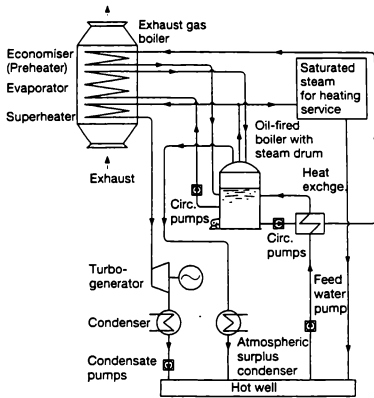 Exhaust gas
boiler
Economiser
(Preheater)
Evaporator
Superheater
Saturated
steam
for heating
service
Oil-fired
boiler with
steam drum
Exhaust
Heat
exchge.
Circ.
pumps
Circ.
pumps
Turbo-
generator
Feed
water
pump
Condenser
Atmospheric
surplus
condenser
Condensate
pumps
Hot well